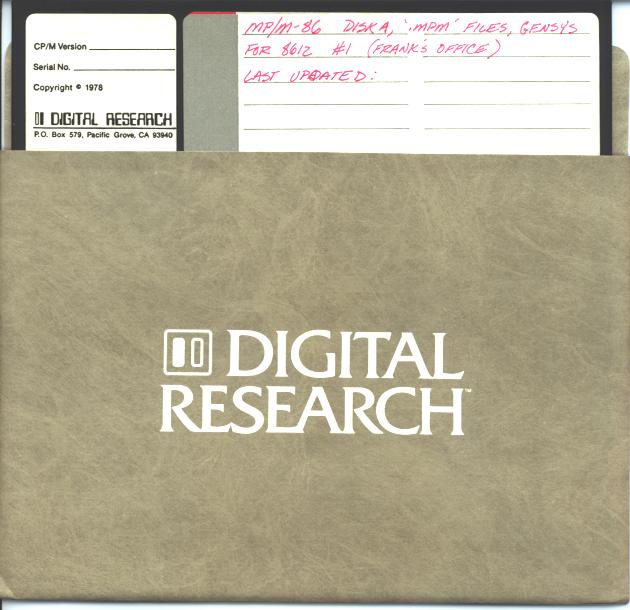 CP/M Version
Serial No.
Copyright © 1978
DIGITAL RESEARCH
P.O. Box 579, Pacific Grove, CA 93940
MP/M-86 DISK A, '.MPM' FILES, GENSYS
FOR 8612 #1 (FRANK'S OFFICE)
LAST UPDATED:
DIGITAL
RESEARCH™